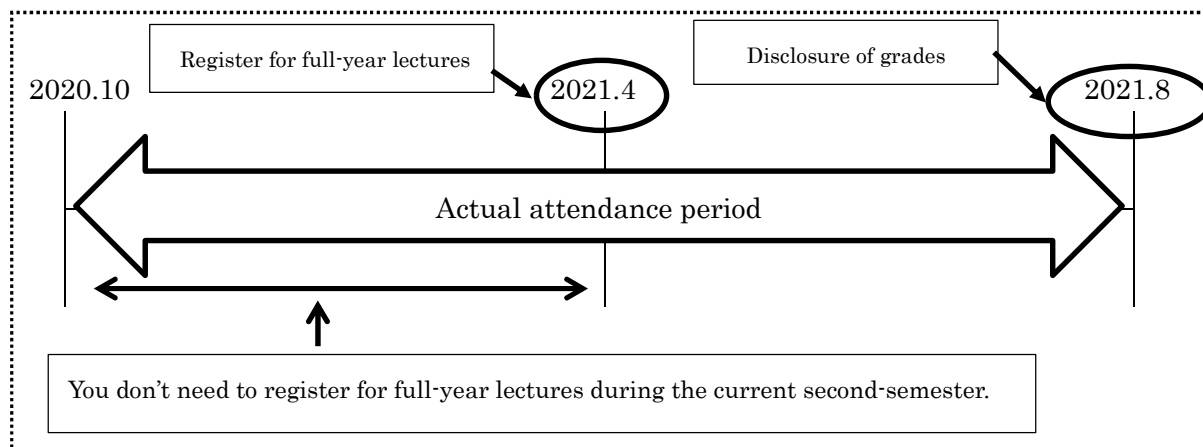 Register for full-year lectures
Disclosure of grades
2020.10
2021.4
2021.8
Actual attendance period
You don't need to register for full-year lectures during the current second-semester.